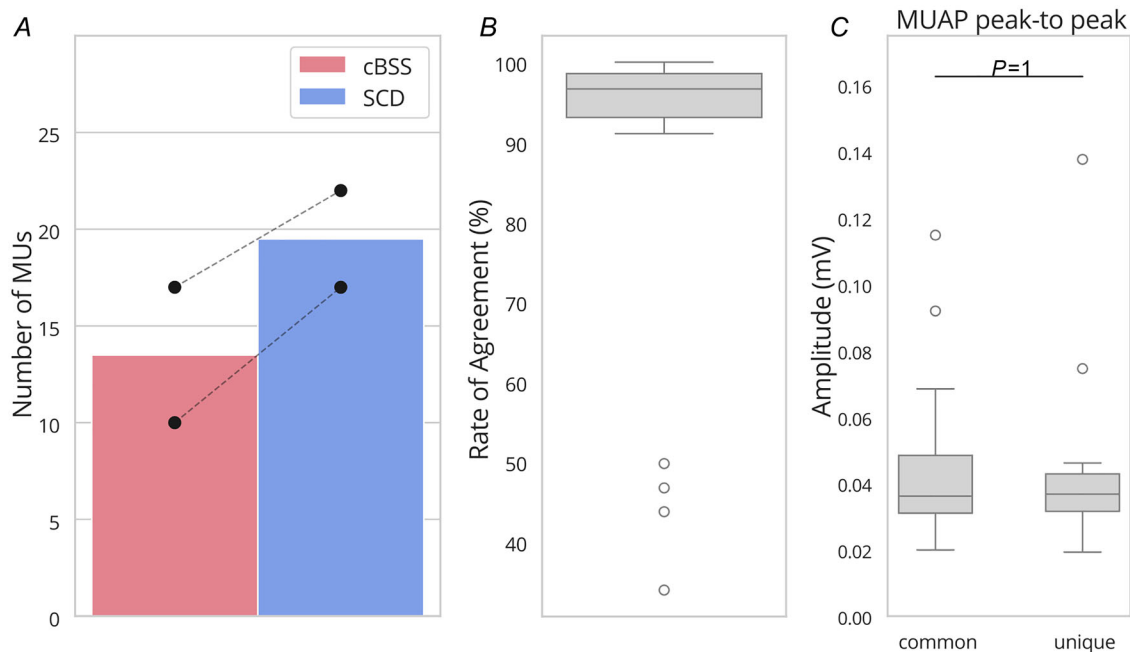 A
Number of MUs
25
20
15
10
5
0
cBSS
SCD
B
Rate of Agreement (%)
100
90
80
70
60
50
40
C
MUAP peak-to peak
Amplitude (mV)
P=1
0.16
0.14
0.12
0.10
0.08
0.06
0.04
0.02
0.00
common
unique